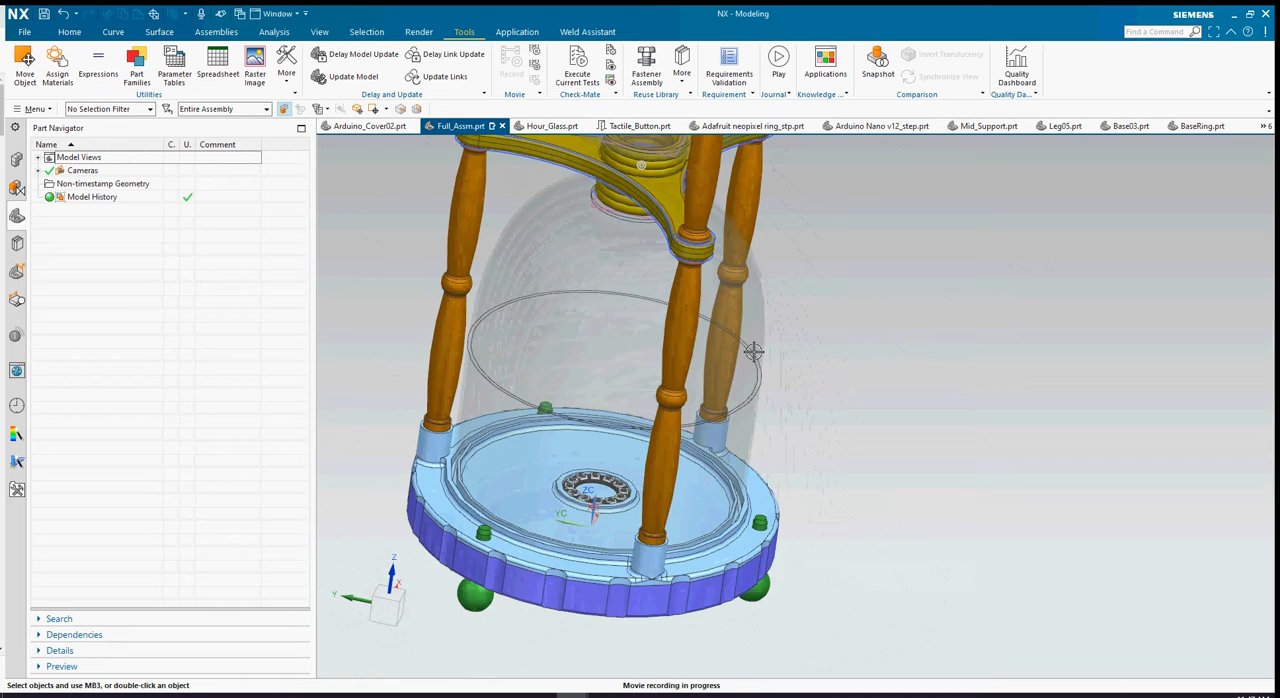 NX
Window
NX - Modeling
SIEMENS
File Home Curve Surface Assemblies Analysis View Selection Render Tools Application Weld Assistant
Find a Command
Move Object
Assign Materials
Expressions
Part Families
Parameter Tables
Spreadsheet
Raster Image
More
Utilities
Delay Model Update
Delay Link Update
Update Model
Update Links
Delay and Update
Record
More
Movie
Execute Current Tests
Check-Mate
Fastener Assembly
More
Reuse Library
Requirements Validation
Requirement
Play
Journal
Applications
Knowledge ...
Snapshot
Invert Translucency
Synchronize View
Comparison
Quality Dashboard
Quality Da...
Menu
No Selection Filter
Entire Assembly
Part Navigator
Arduino_Cover02.prt
Full_Assm.prt
Hour_Glass.prt
Tactile_Button.prt
Adafruit neopixel ring_stp.prt
Arduino Nano v12_step.prt
Mid_Support.prt
Leg05.prt
Base03.prt
BaseRing.prt
6
Name C. U. Comment
Model Views
Cameras
Non-timestamp Geometry
Model History
ZC
YC
Z
X
Y
Search
Dependencies
Details
Preview
Select objects and use MB3, or double-click an object
Movie recording in progress